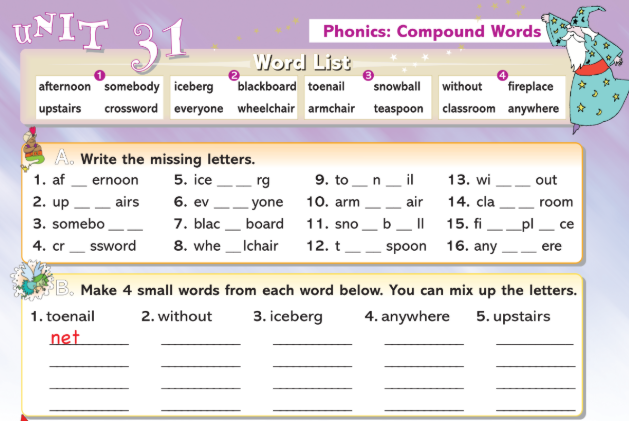 UNIT 31
Phonics: Compound Words
Word List
1 2 3 4
afternoon somebody iceberg blackboard toenail snowball without fireplace
upstairs crossword everyone wheelchair armchair teaspoon classroom anywhere
A. Write the missing letters.
1. af __ ernoon 5. ice __ __ rg 9. to __ n __ il 13. wi __ __ out
2. up __ __ airs 6. ev __ __ yone 10. arm __ __ air 14. cla __ __ room
3. somebo __ __ 7. blac __ board 11. sno __ b __ ll 15. fi __ __ pl __ ce
4. cr __ ssword 8. whe __ lchair 12. t __ __ spoon 16. any __ __ ere
B. Make 4 small words from each word below. You can mix up the letters.
1. toenail 2. without 3. iceberg 4. anywhere 5. upstairs
net